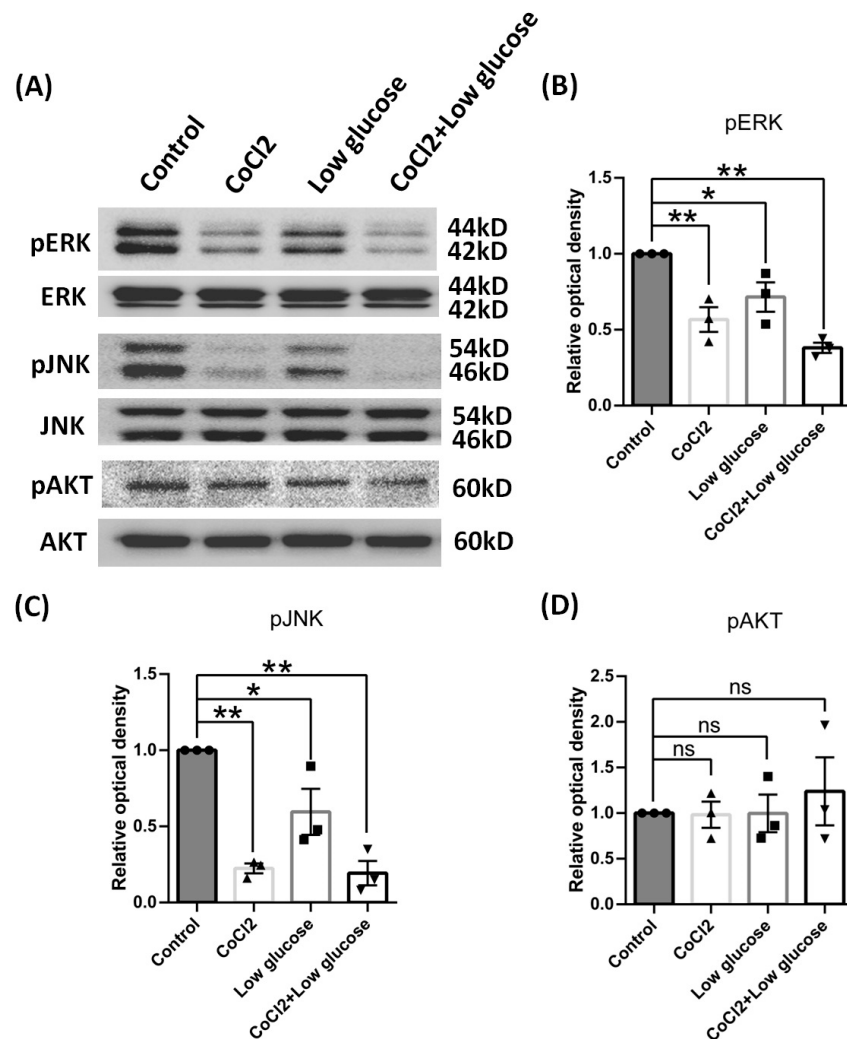 (A)
Control
CoCl2
Low glucose
CoCl2+Low glucose
pERK
44kD
42kD
ERK
44kD
42kD
pJNK
54kD
46kD
JNK
54kD
46kD
pAKT
60kD
AKT
60kD
(B)
pERK
**
*
**
Relative optical density
1.5
1.0
0.5
0.0
Control
CoCl2
Low glucose
CoCl2+Low glucose
(C)
pJNK
**
*
**
Relative optical density
1.5
1.0
0.5
0.0
Control
CoCl2
Low glucose
CoCl2+Low glucose
(D)
pAKT
ns
ns
ns
Relative optical density
2.5
2.0
1.5
1.0
0.5
0.0
Control
CoCl2
Low glucose
CoCl2+Low glucose